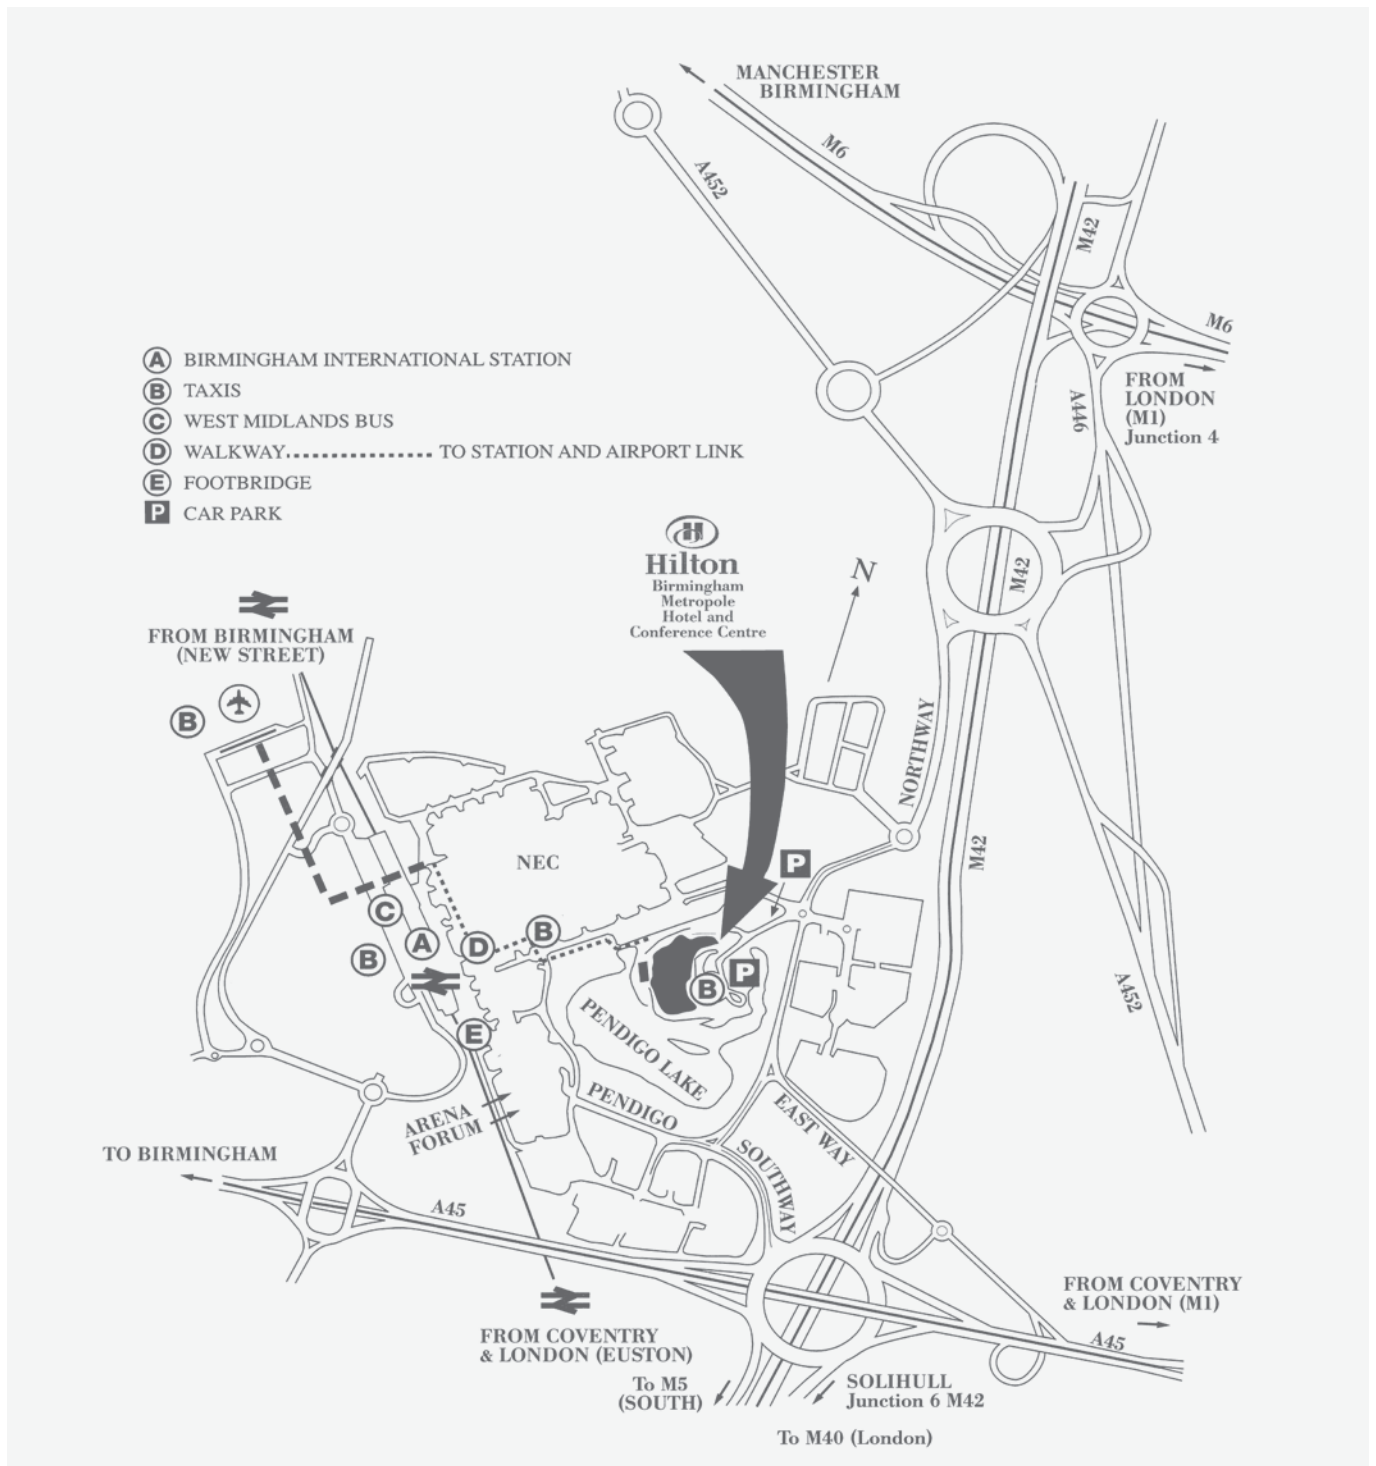 MANCHESTER
BIRMINGHAM
M6
A452
M42
M6
FROM
LONDON
(M1)
Junction 4
A446
A BIRMINGHAM INTERNATIONAL STATION
B TAXIS
C WEST MIDLANDS BUS
D WALKWAY.................... TO STATION AND AIRPORT LINK
E FOOTBRIDGE
P CAR PARK
H
Hilton
Birmingham
Metropole
Hotel and
Conference Centre
N
M42
FROM BIRMINGHAM
(NEW STREET)
B
NORTHWAY
M42
NEC
P
C
A
D
B
B
P
B
E
A452
PENDIGO LAKE
PENDIGO
EAST WAY
SOUTHWAY
ARENA
FORUM
TO BIRMINGHAM
A45
FROM COVENTRY
& LONDON (M1)
A45
FROM COVENTRY
& LONDON (EUSTON)
To M5
(SOUTH)
SOLIHULL
Junction 6 M42
To M40 (London)